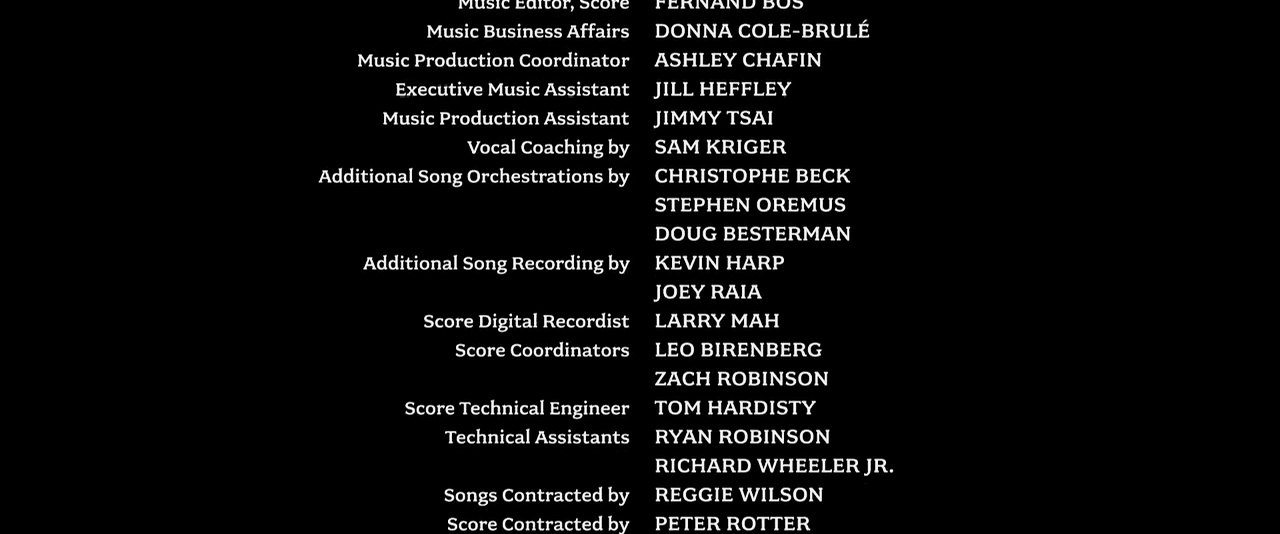 Music Editor, Score FERNAND BOS
Music Business Affairs DONNA COLE-BRULÉ
Music Production Coordinator ASHLEY CHAFIN
Executive Music Assistant JILL HEFFLEY
Music Production Assistant JIMMY TSAI
Vocal Coaching by SAM KRIGER
Additional Song Orchestrations by CHRISTOPHE BECK
STEPHEN OREMUS
DOUG BESTERMAN
Additional Song Recording by KEVIN HARP
JOEY RAIA
Score Digital Recordist LARRY MAH
Score Coordinators LEO BIRENBERG
ZACH ROBINSON
Score Technical Engineer TOM HARDISTY
Technical Assistants RYAN ROBINSON
RICHARD WHEELER JR.
Songs Contracted by REGGIE WILSON
Score Contracted by PETER ROTTER